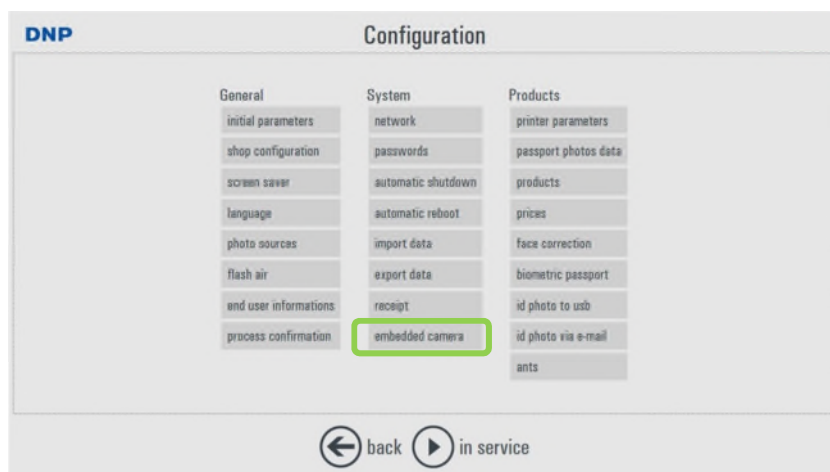 DNP
Configuration
General
initial parameters
shop configuration
screen saver
language
photo sources
flash air
end user informations
process confirmation
System
network
passwords
automatic shutdown
automatic reboot
import data
export data
receipt
embedded camera
Products
printer parameters
passport photos data
products
prices
face correction
biometric passport
id photo to usb
id photo via e-mail
ants
back
in service